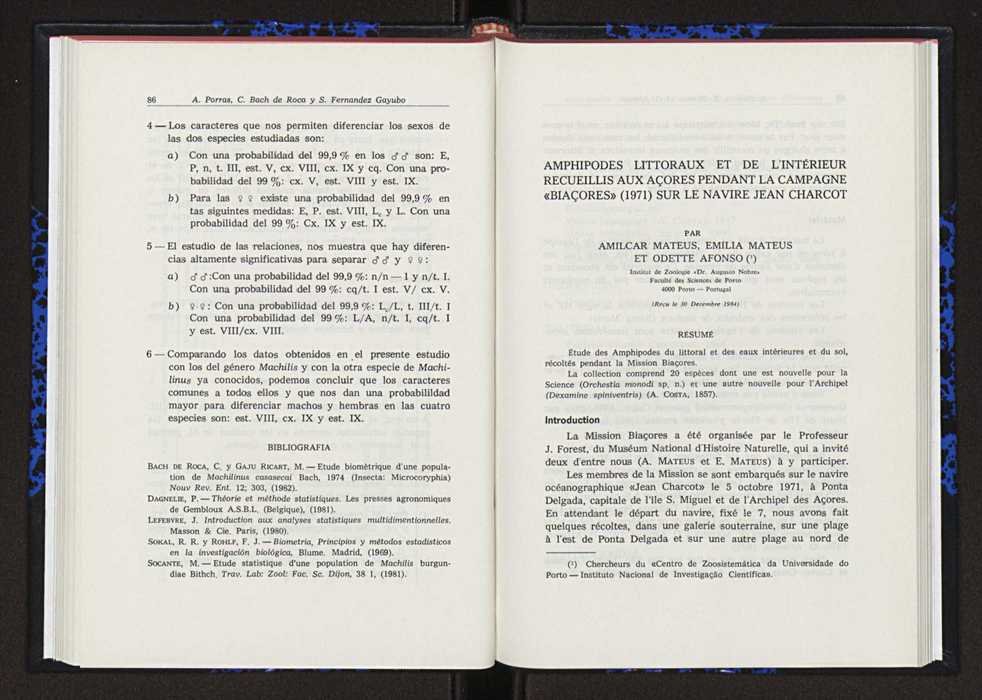 86 A. Porras, C. Bach de Roca y S. Fernandez Gayubo
4 — Los caracteres que nos permiten diferenciar los sexos de
las dos especies estudiadas son:
a) Con una probabilidad del 99,9 % en los ♂♂ son: E,
P, n, t. III, est. V, cx. VIII, cx. IX y cq. Con una pro-
babilidad del 99 %: cx. V, est. VIII y est. IX.
b) Para las ♀♀ existe una probabilidad del 99,9 % en
las siguintes medidas: E, P. est. VIII, Lc y L. Con una
probabilidad del 99 %: Cx. IX y est. IX.
5 — El estudio de las relaciones, nos muestra que hay diferen-
cias altamente significativas para separar ♂♂ y ♀♀:
a) ♂♂:Con una probabilidad del 99,9 %: n/n — 1 y n/t. I.
Con una probabilidad del 99 %: cq/t. I est. V/ cx. V.
b) ♀♀: Con una probabilidad del 99,9 %: Lc/L, t. III/t. I
Con una probabilidad del 99 %: L/A, n/t. I, cq/t. I
y est. VIII/cx. VIII.
6 — Comparando los datos obtenidos en el presente estudio
con los del género Machilis y con la otra especie de Machi-
linus ya conocidos, podemos concluir que los caracteres
comunes a todos ellos y que nos dan una probabilildad
mayor para diferenciar machos y hembras en las cuatro
especies son: est. VIII, cx. IX y est. IX.
BIBLIOGRAFIA
BACH DE ROCA, C. y GAJU RICART, M. — Etude biométrique d'une popula-
tion de Machilinus casasecai Bach, 1974 (Insecta: Microcoryphia)
Nouv Rev. Ent. 12; 303, (1982).
DAGNELIE, P. — Théorie et méthode statistiques. Les presses agronomiques
de Gembloux A.S.B.L. (Belgique), (1981).
LEFEBVRE, J. Introduction aux analyses statistiques multidimentionnelles.
Masson & Cie. Paris, (1980).
SOKAL, R. R. y ROHLF, F. J. — Biometria, Principios y métodos estadísticos
en la investigación biológica, Blume. Madrid, (1969).
SOCANTE, M. — Etude statistique d'une population de Machilis burgun-
diae Bithch, Trav. Lab: Zool: Fac. Sc. Dijon, 38 1, (1981).
AMPHIPODES LITTORAUX ET DE L'INTÉRIEUR
RECUEILLIS AUX AÇORES PENDANT LA CAMPAGNE
«BIAÇORES» (1971) SUR LE NAVIRE JEAN CHARCOT
PAR
AMILCAR MATEUS, EMÍLIA MATEUS
ET ODETTE AFONSO (¹)
Institut de Zoologie «Dr. Augusto Nobre»
Faculté des Sciences de Porto
4000 Porto — Portugal
(Reçu le 30 Decembre 1984)
RÉSUMÉ
Étude des Amphipodes du littoral et des eaux intérieures et du sol,
récoltés pendant la Mission Biaçores.
La collection comprend 20 espèces dont une est nouvelle pour la
Science (Orchestia monodi sp. n.) et une autre nouvelle pour l'Archipel
(Dexamine spiniventris) (A. COSTA, 1857).
Introduction
La Mission Biaçores a été organisée par le Professeur
J. Forest, du Muséum National d'Histoire Naturelle, qui a invité
deux d'entre nous (A. MATEUS et E. MATEUS) à y participer.
Les membres de la Mission se sont embarqués sur le navire
océanographique «Jean Charcot» le 5 octobre 1971, à Ponta
Delgada, capitale de l'île S. Miguel et de l'Archipel des Açores.
En attendant le départ du navire, fixé le 7, nous avons fait
quelques récoltes, dans une galerie souterraine, sur une plage
à l'est de Ponta Delgada et sur une autre plage au nord de
(¹) Chercheurs du «Centro de Zoosistemática da Universidade do
Porto — Instituto Nacional de Investigação Científica».